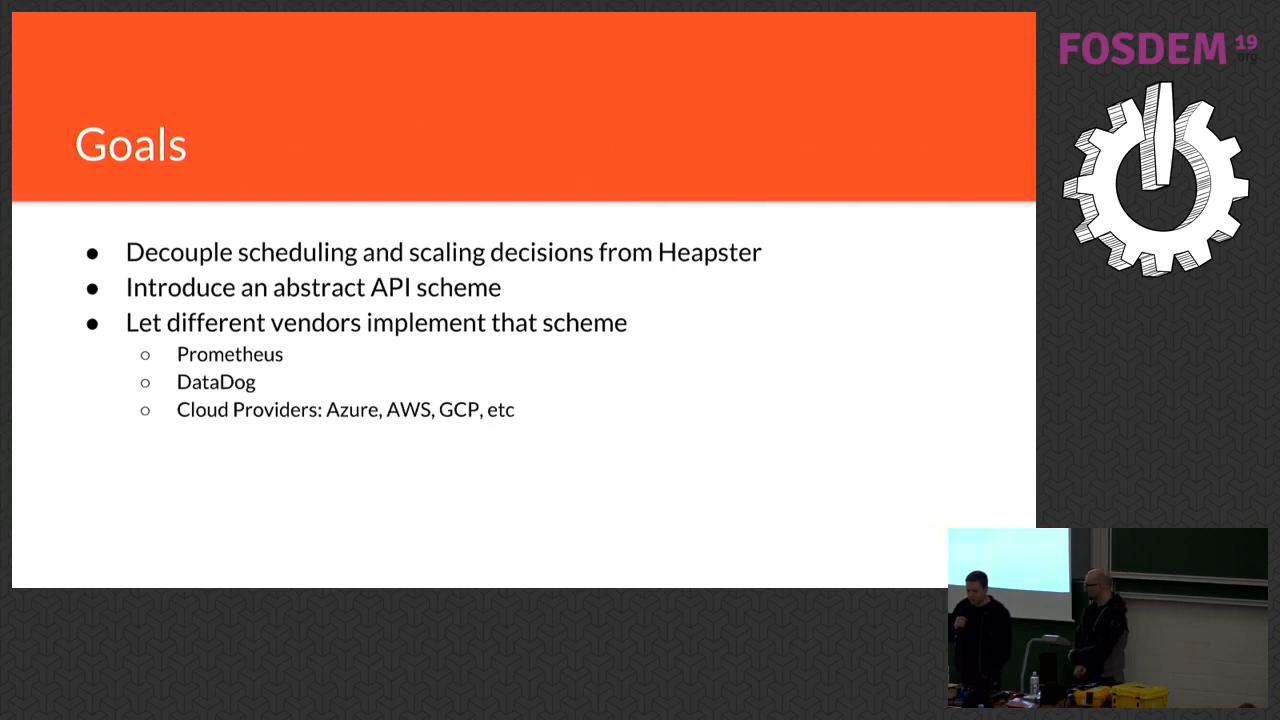 FOSDEM 19
.org
Goals
● Decouple scheduling and scaling decisions from Heapster
● Introduce an abstract API scheme
● Let different vendors implement that scheme
○ Prometheus
○ DataDog
○ Cloud Providers: Azure, AWS, GCP, etc